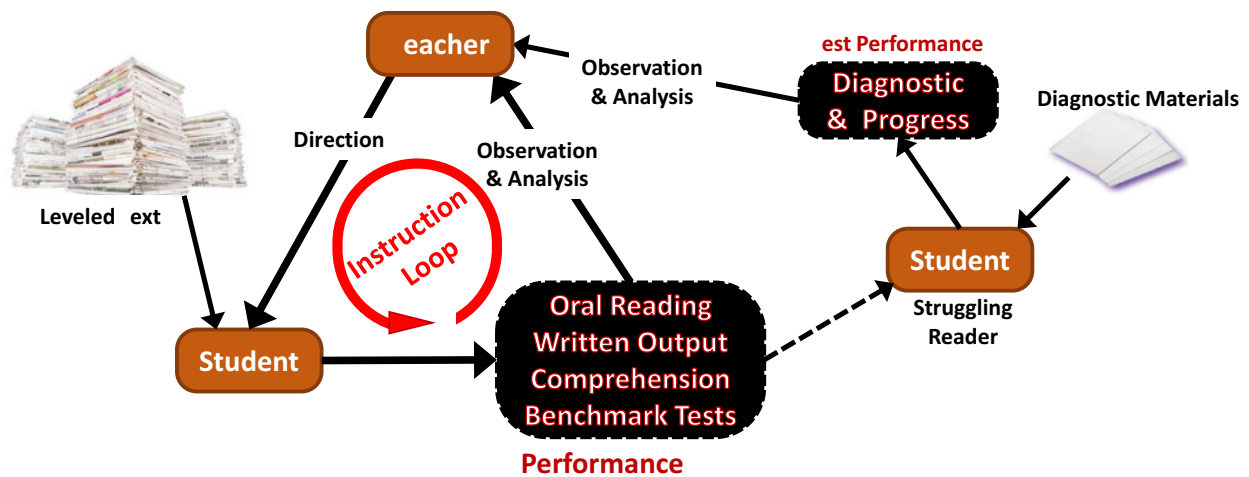 eacher
est Performance
Diagnostic
& Progress
Observation
& Analysis
Diagnostic Materials
Direction
Observation
& Analysis
Leveled ext
Instruction
Loop
Student
Struggling
Reader
Oral Reading
Written Output
Comprehension
Benchmark Tests
Student
Performance